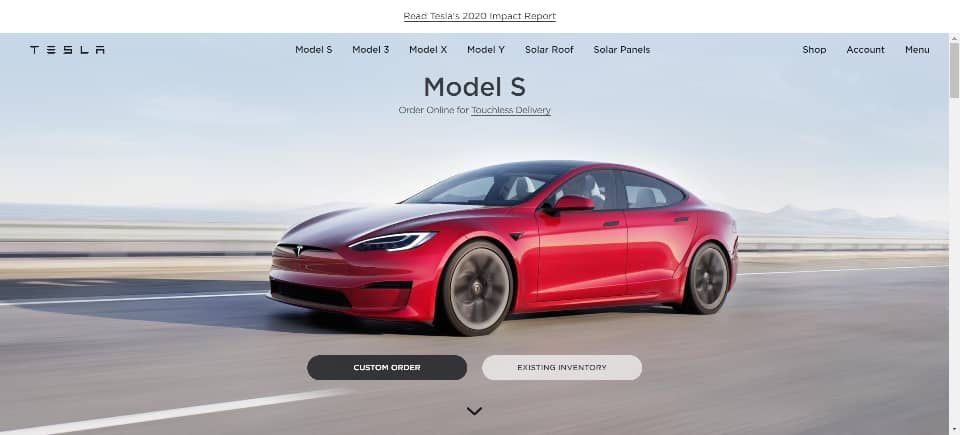 Read Tesla's 2020 Impact Report
TESLA
Model S
Model 3
Model X
Model Y
Solar Roof
Solar Panels
Shop
Account
Menu
Model S
Order Online for Touchless Delivery
CUSTOM ORDER
EXISTING INVENTORY